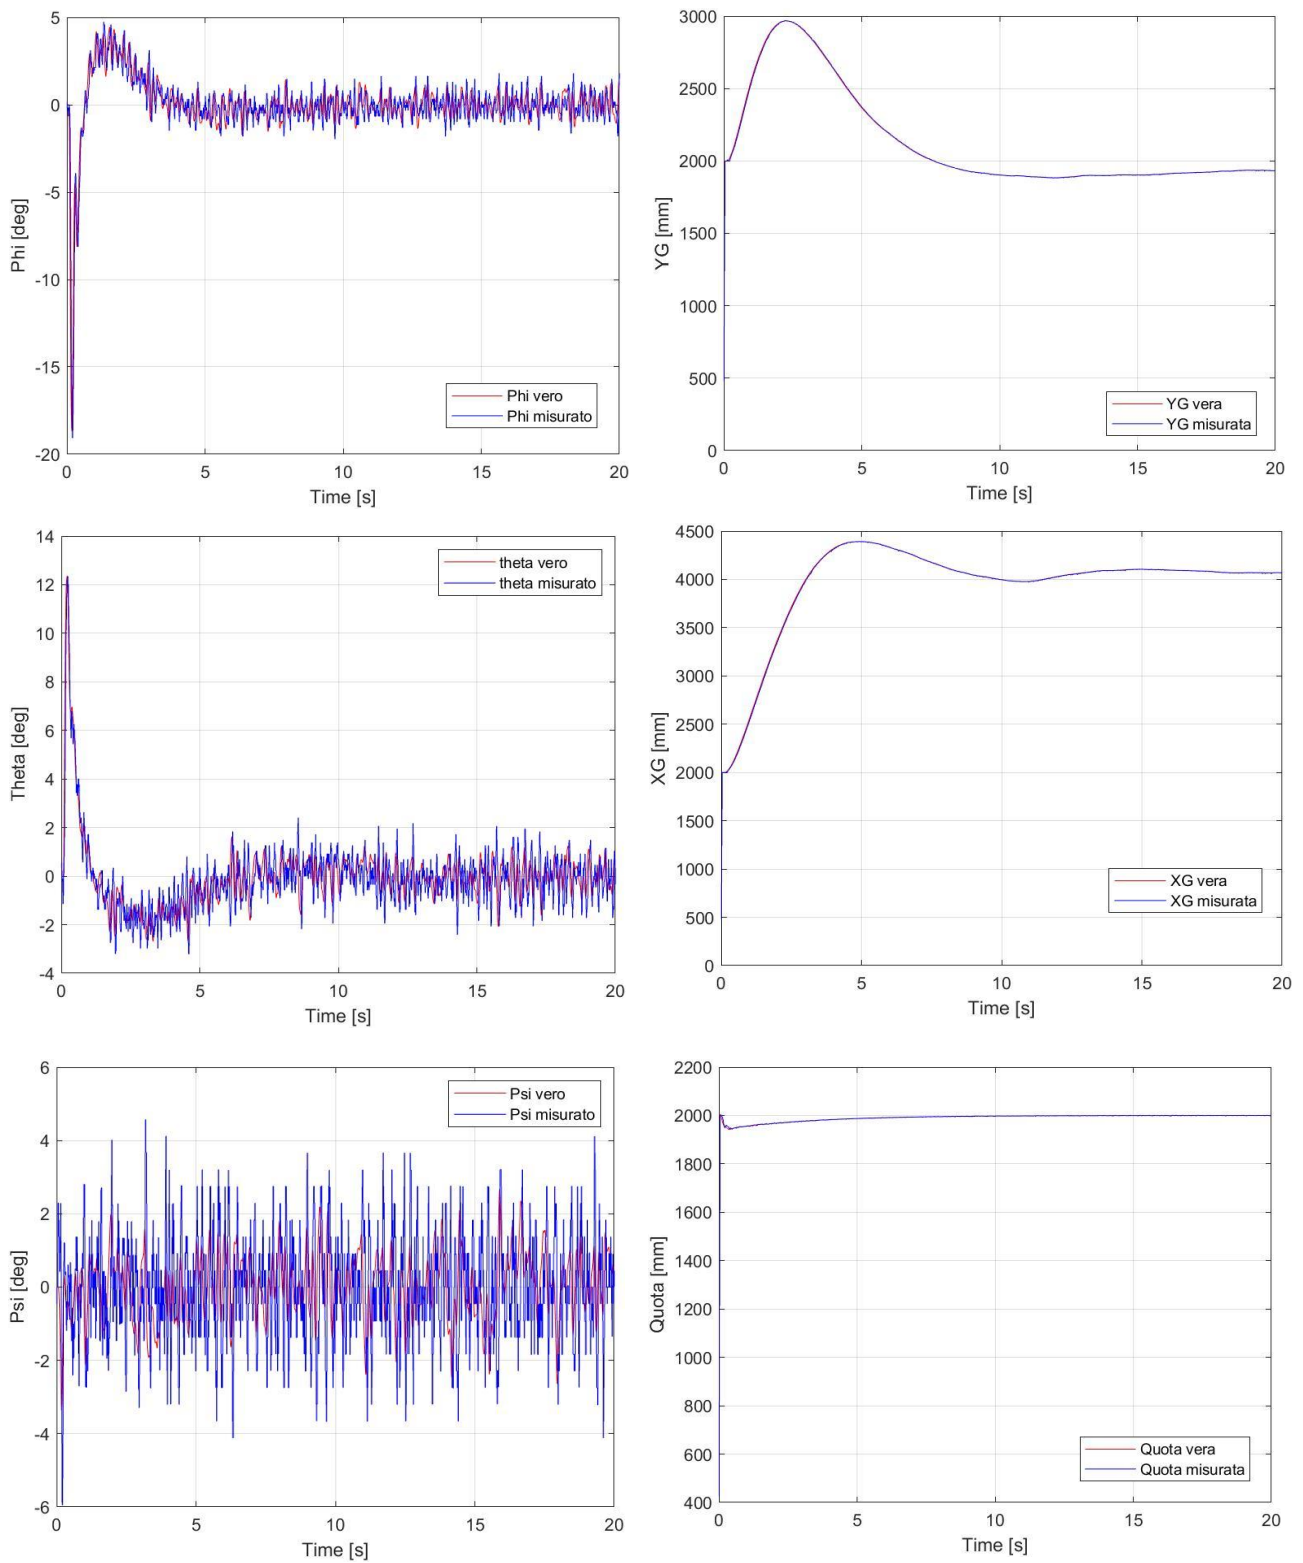 5
0
-5
-10
-15
-20
Phi [deg]
Phi vero
Phi misurato
0 5 10 15 20
Time [s]
3000
2500
2000
1500
1000
500
0
YG [mm]
YG vera
YG misurata
0 5 10 15 20
Time [s]
14
12
10
8
6
4
2
0
-2
-4
Theta [deg]
theta vero
theta misurato
0 5 10 15 20
Time [s]
4500
4000
3500
3000
2500
2000
1500
1000
500
0
XG [mm]
XG vera
XG misurata
0 5 10 15 20
Time [s]
6
4
2
0
-2
-4
-6
Psi [deg]
Psi vero
Psi misurato
0 5 10 15 20
Time [s]
2200
2000
1800
1600
1400
1200
1000
800
600
400
Quota [mm]
Quota vera
Quota misurata
0 5 10 15 20
Time [s]